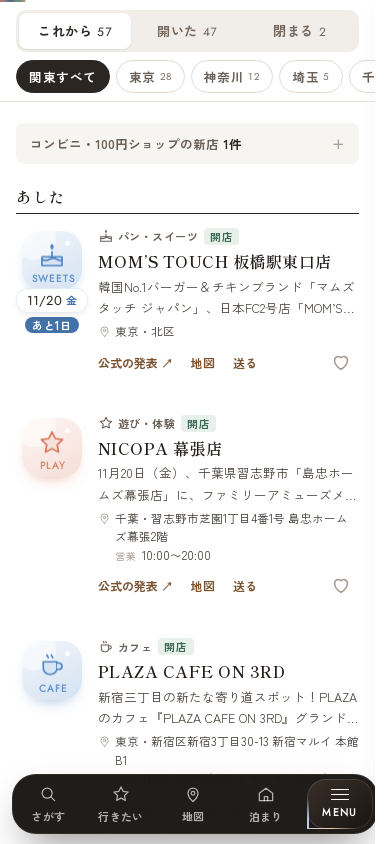 これから 57
開いた 47
閉まる 2
関東すべて
東京 28
神奈川 12
埼玉 5
千
コンビニ・100円ショップの新店 1件
あした
パン・スイーツ 開店
SWEETS
11/20 金
あと1日
MOM'S TOUCH 板橋駅東口店
韓国No.1バーガー＆チキンブランド「マムズ
タッチ ジャパン」、日本FC2号店「MOM'S…
東京・北区
公式の発表 ↗ 地図 送る
遊び・体験 開店
PLAY
NICOPA 幕張店
11月20日（金）、千葉県習志野市「島忠ホー
ムズ幕張店」に、ファミリーアミューズメ…
千葉・習志野市芝園1丁目4番1号 島忠ホーム
ズ幕張2階
営業 10:00〜20:00
公式の発表 ↗ 地図 送る
カフェ 開店
CAFE
PLAZA CAFE ON 3RD
新宿三丁目の新たな寄り道スポット！PLAZA
のカフェ『PLAZA CAFE ON 3RD』グランド…
東京・新宿区新宿3丁目30-13 新宿マルイ 本館
B1
さがす
行きたい
地図
泊まり
MENU